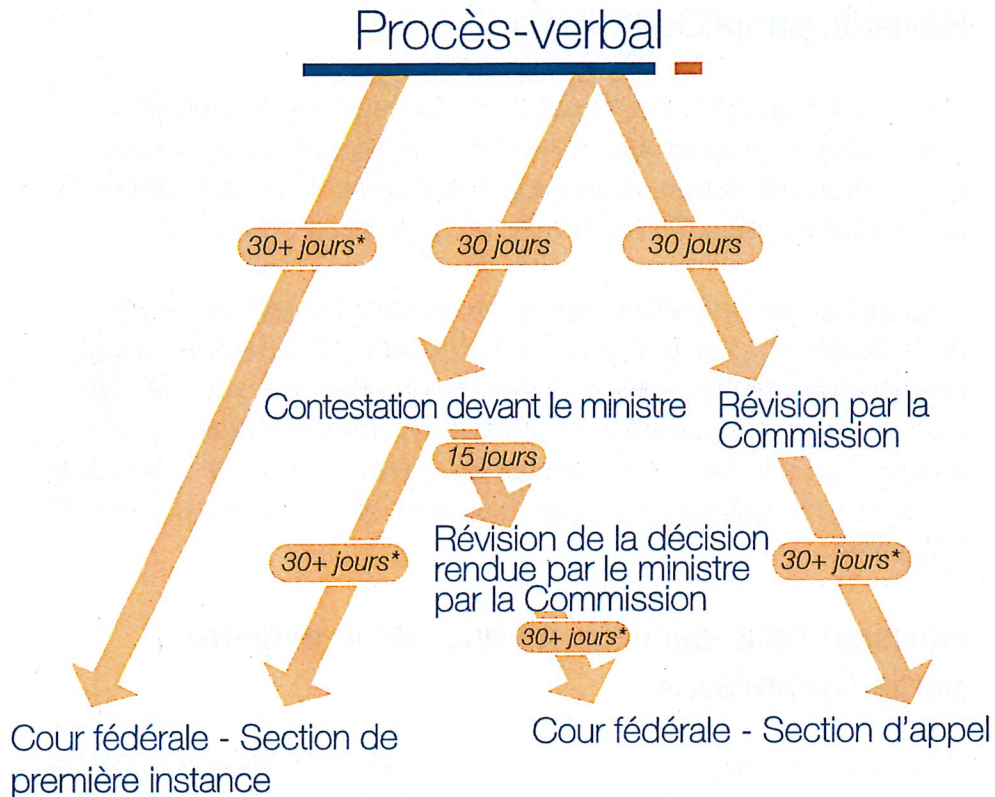 Procès-verbal
30+ jours*
30 jours
30 jours
Contestation devant le ministre
Révision par la
Commission
15 jours
30+ jours*
Révision de la décision
rendue par le ministre
par la Commission
30+ jours*
30+ jours*
Cour fédérale - Section de
première instance
Cour fédérale - Section d'appel